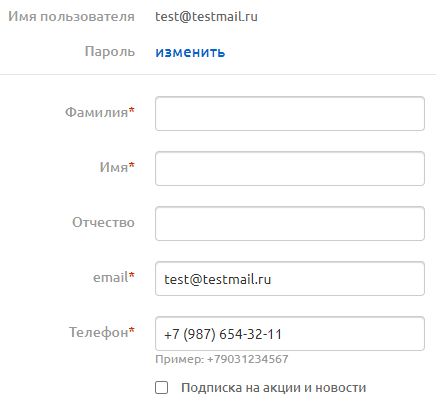 Имя пользователя test@testmail.ru
Пароль изменить
Фамилия*
Имя*
Отчество
email* test@testmail.ru
Телефон* +7 (987) 654-32-11
Пример: +79031234567
Подписка на акции и новости